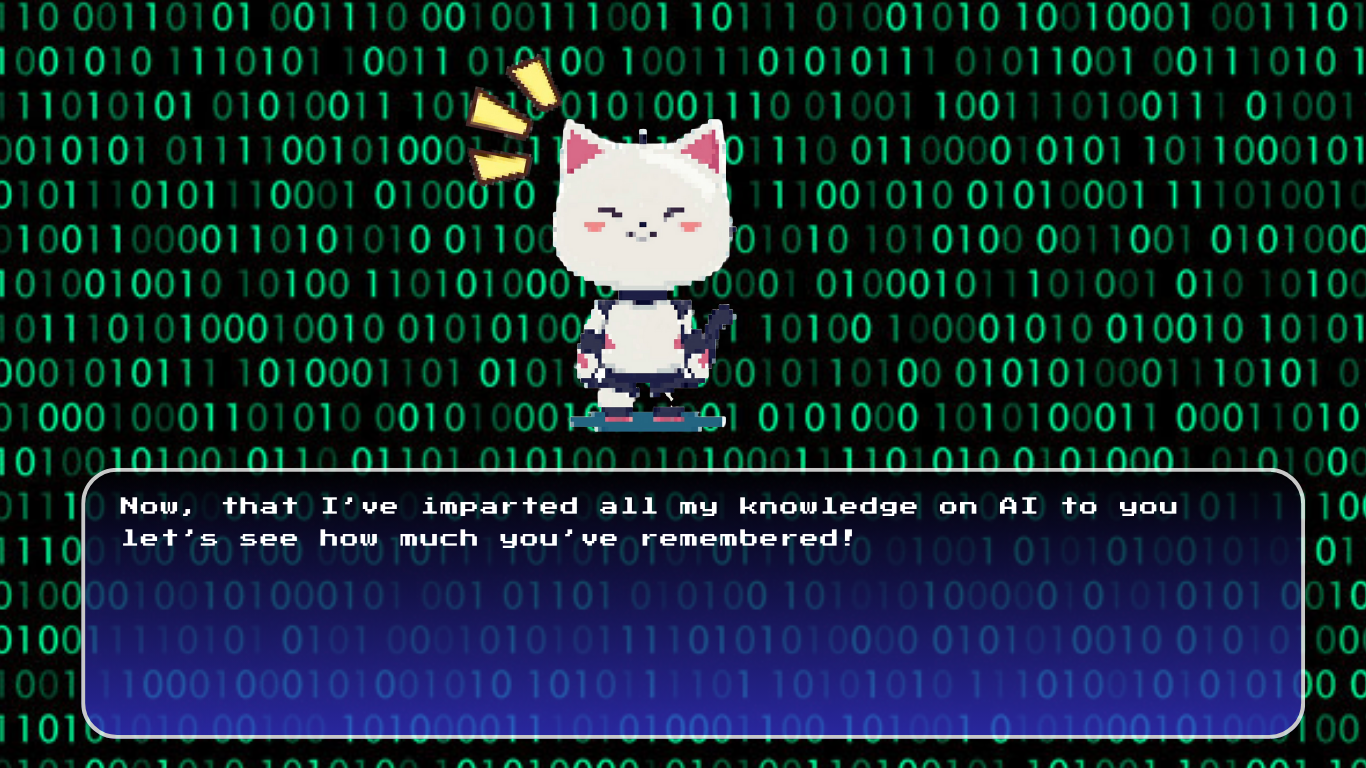 Now, that I've imparted all my knowledge on AI to you
let's see how much you've remembered!